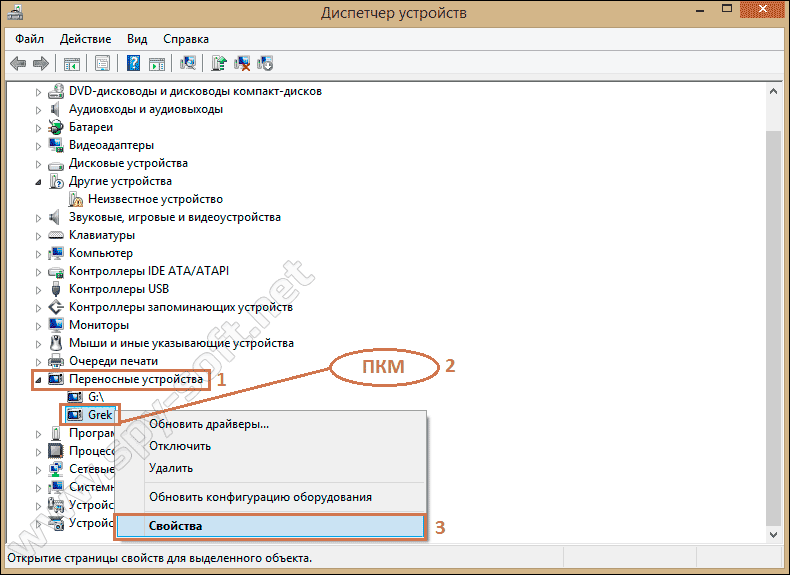 Диспетчер устройств
Файл Действие Вид Справка
DVD-дисководы и дисководы компакт-дисков
Аудиовходы и аудиовыходы
Батареи
Видеоадаптеры
Дисковые устройства
Другие устройства
Неизвестное устройство
Звуковые, игровые и видеоустройства
Клавиатуры
Компьютер
Контроллеры IDE ATA/ATAPI
Контроллеры USB
Контроллеры запоминающих устройств
Мониторы
Мыши и иные указывающие устройства
Очереди печати
Переносные устройства 1
ПКМ 2
G:\
Grek
Програм
Процесс
Сетевые
Системн
Устройс
Устройс
Обновить драйверы...
Отключить
Удалить
Обновить конфигурацию оборудования
Свойства 3
Открытие страницы свойств для выделенного объекта.
www.spy-soft.net